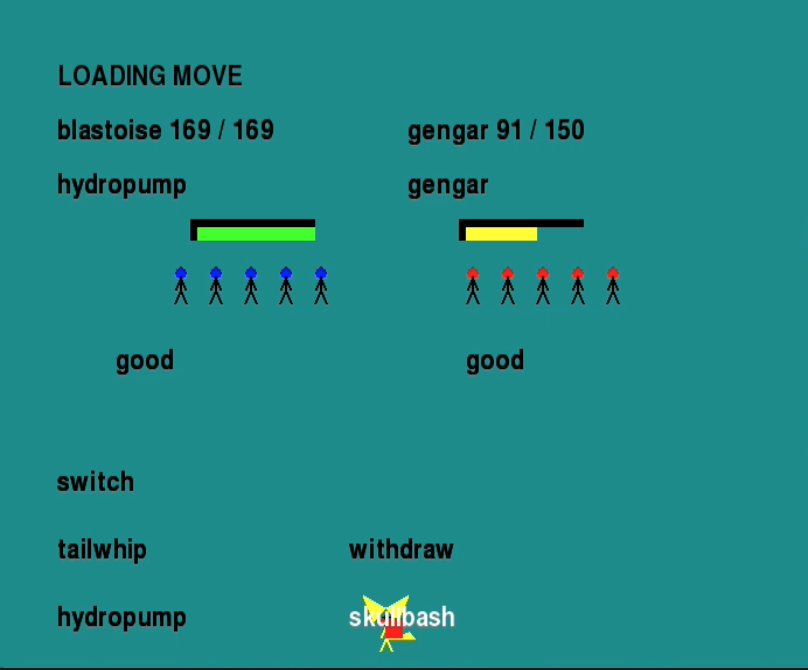 LOADING MOVE
blastoise 169 / 169 gengar 91 / 150
hydropump gengar
good good
switch
tailwhip withdraw
hydropump skullbash